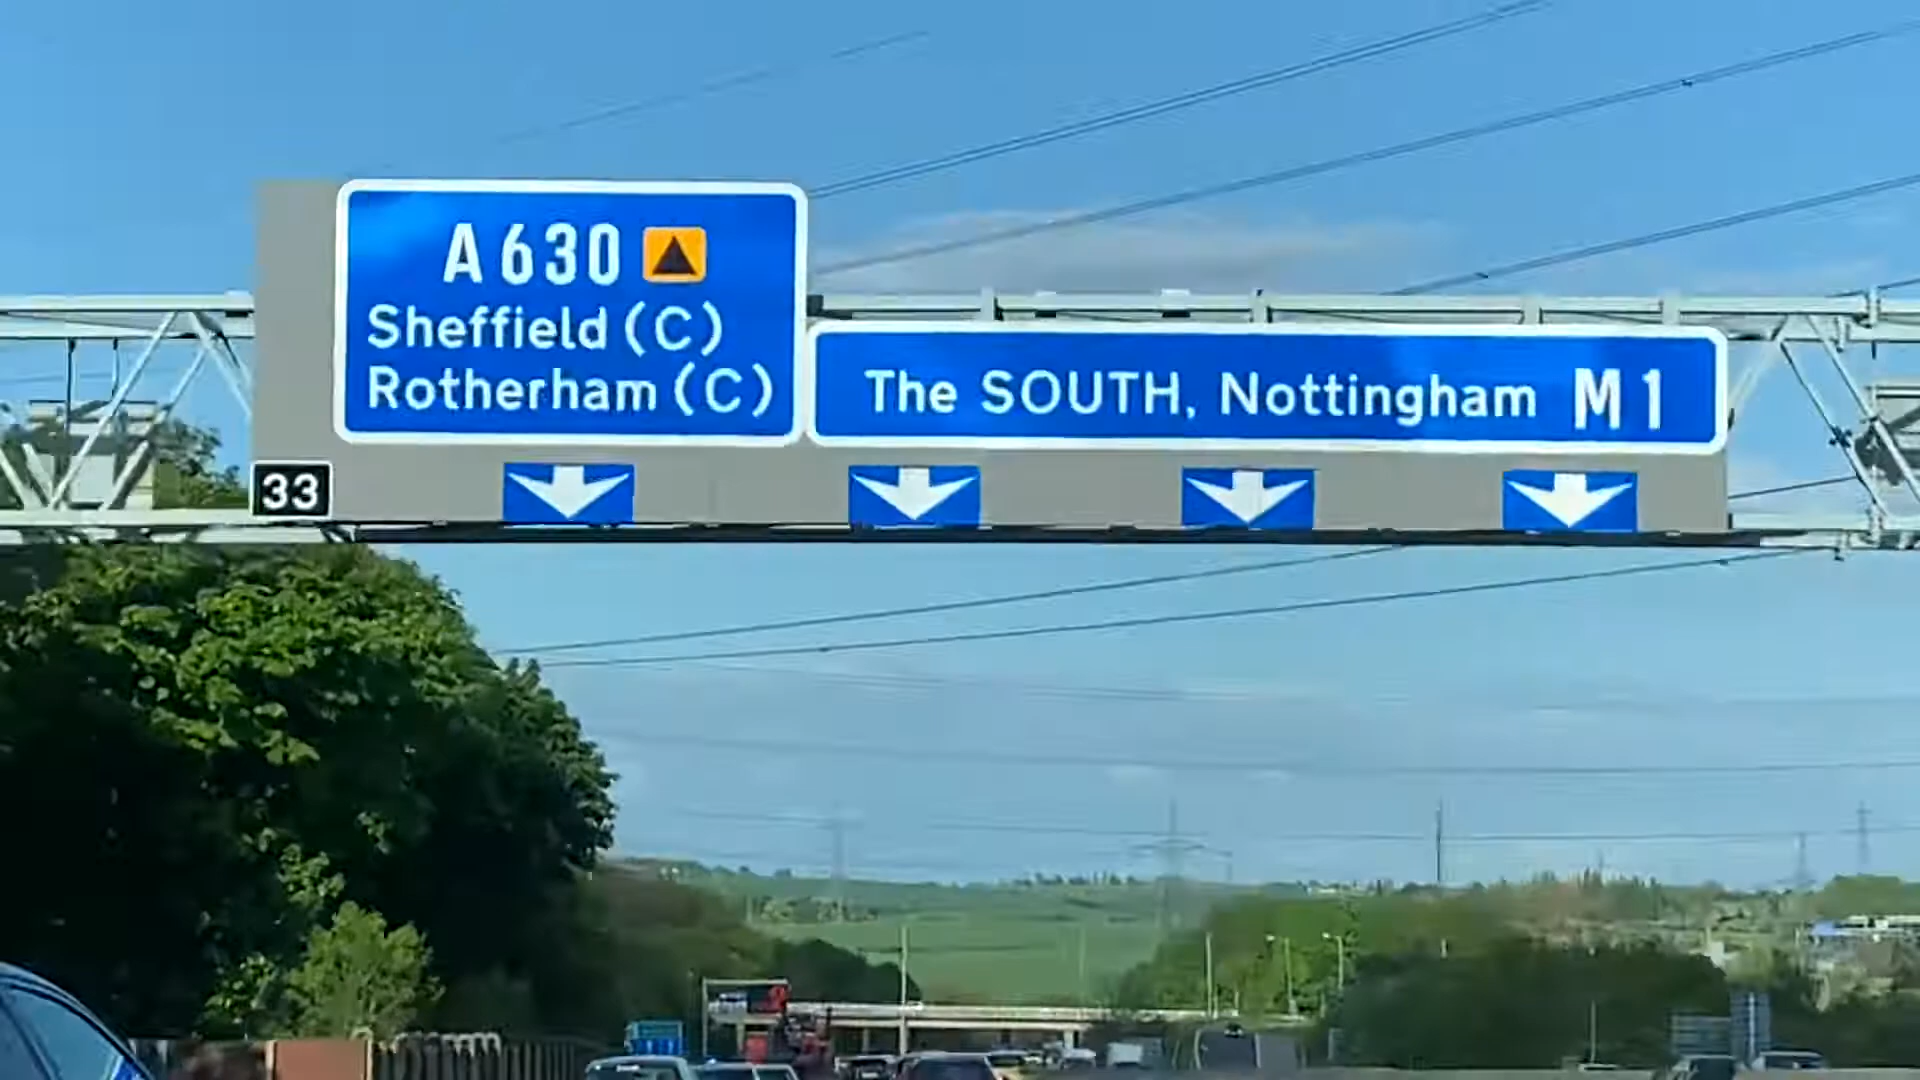 A630
Sheffield (C)
Rotherham (C)
The SOUTH, Nottingham M1
33